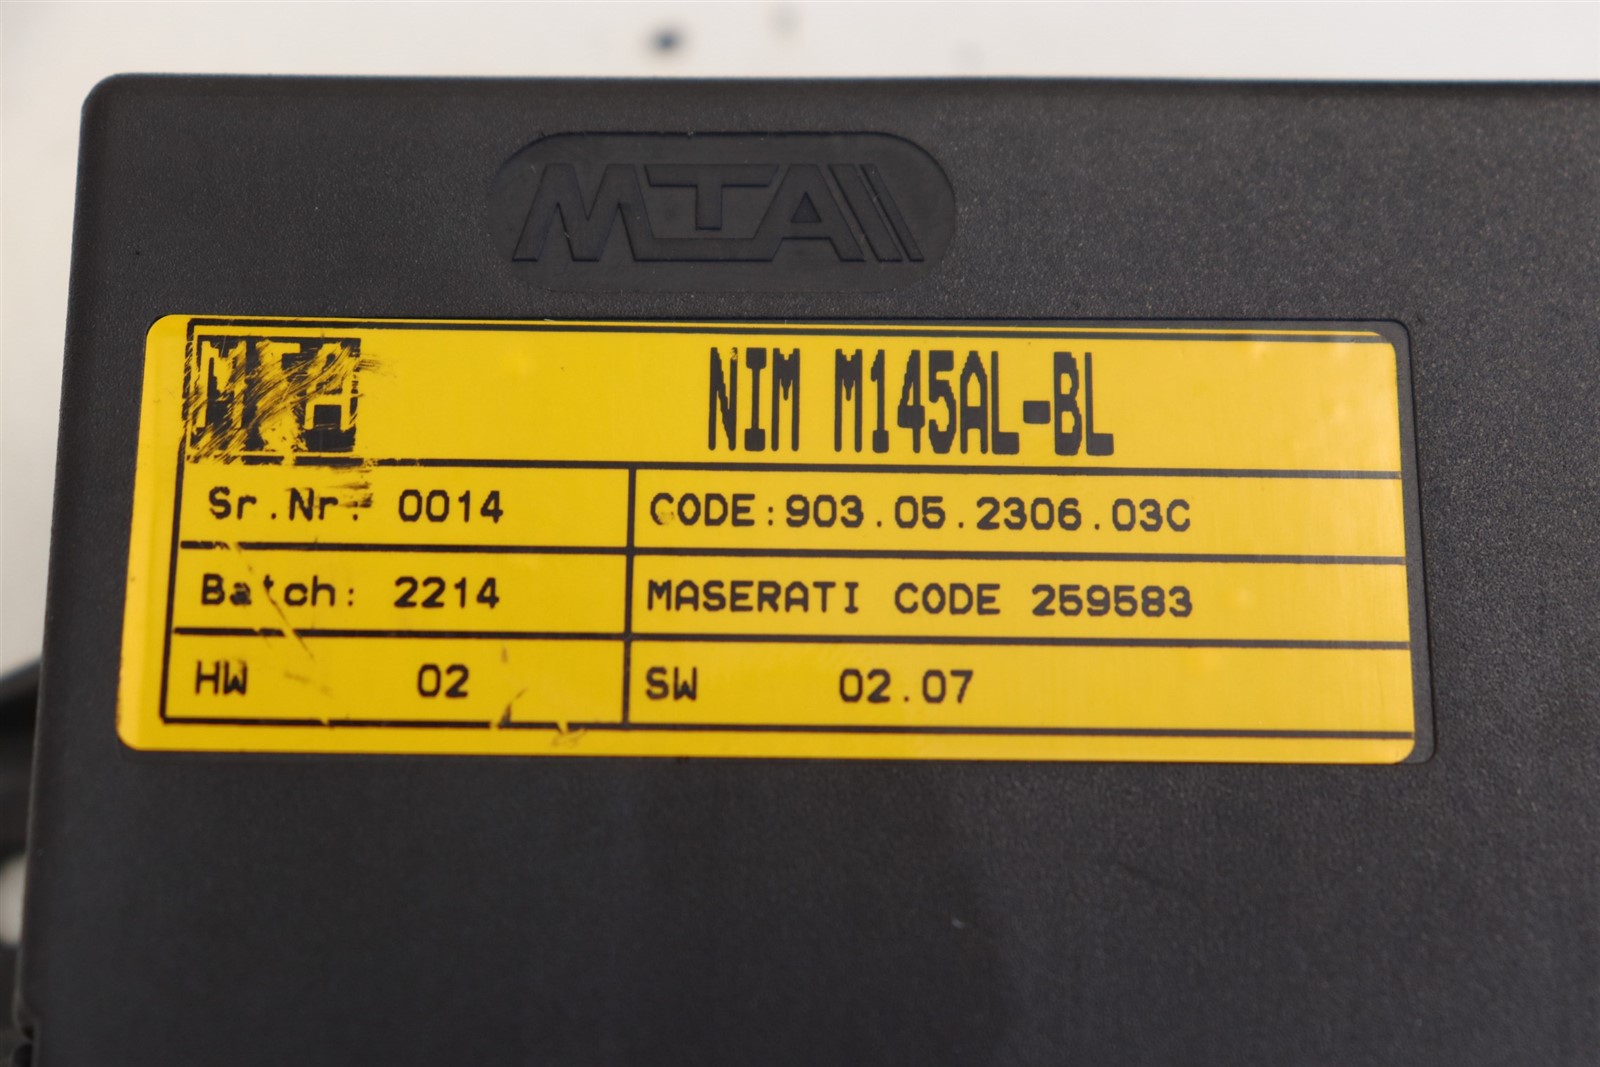 MTA
MTA
NIM M145AL-BL
Sr.Nr: 0014
CODE:903.05.2306.03C
Batch: 2214
MASERATI CODE 259583
HW 02
SW 02.07